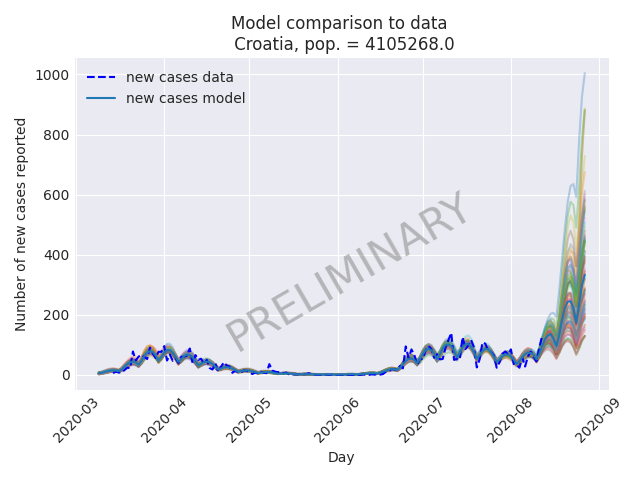 Model comparison to data
Croatia, pop. = 4105268.0
new cases data
new cases model
Number of new cases reported
1000
800
600
400
200
0
PRELIMINARY
2020-03
2020-04
2020-05
2020-06
2020-07
2020-08
2020-09
Day